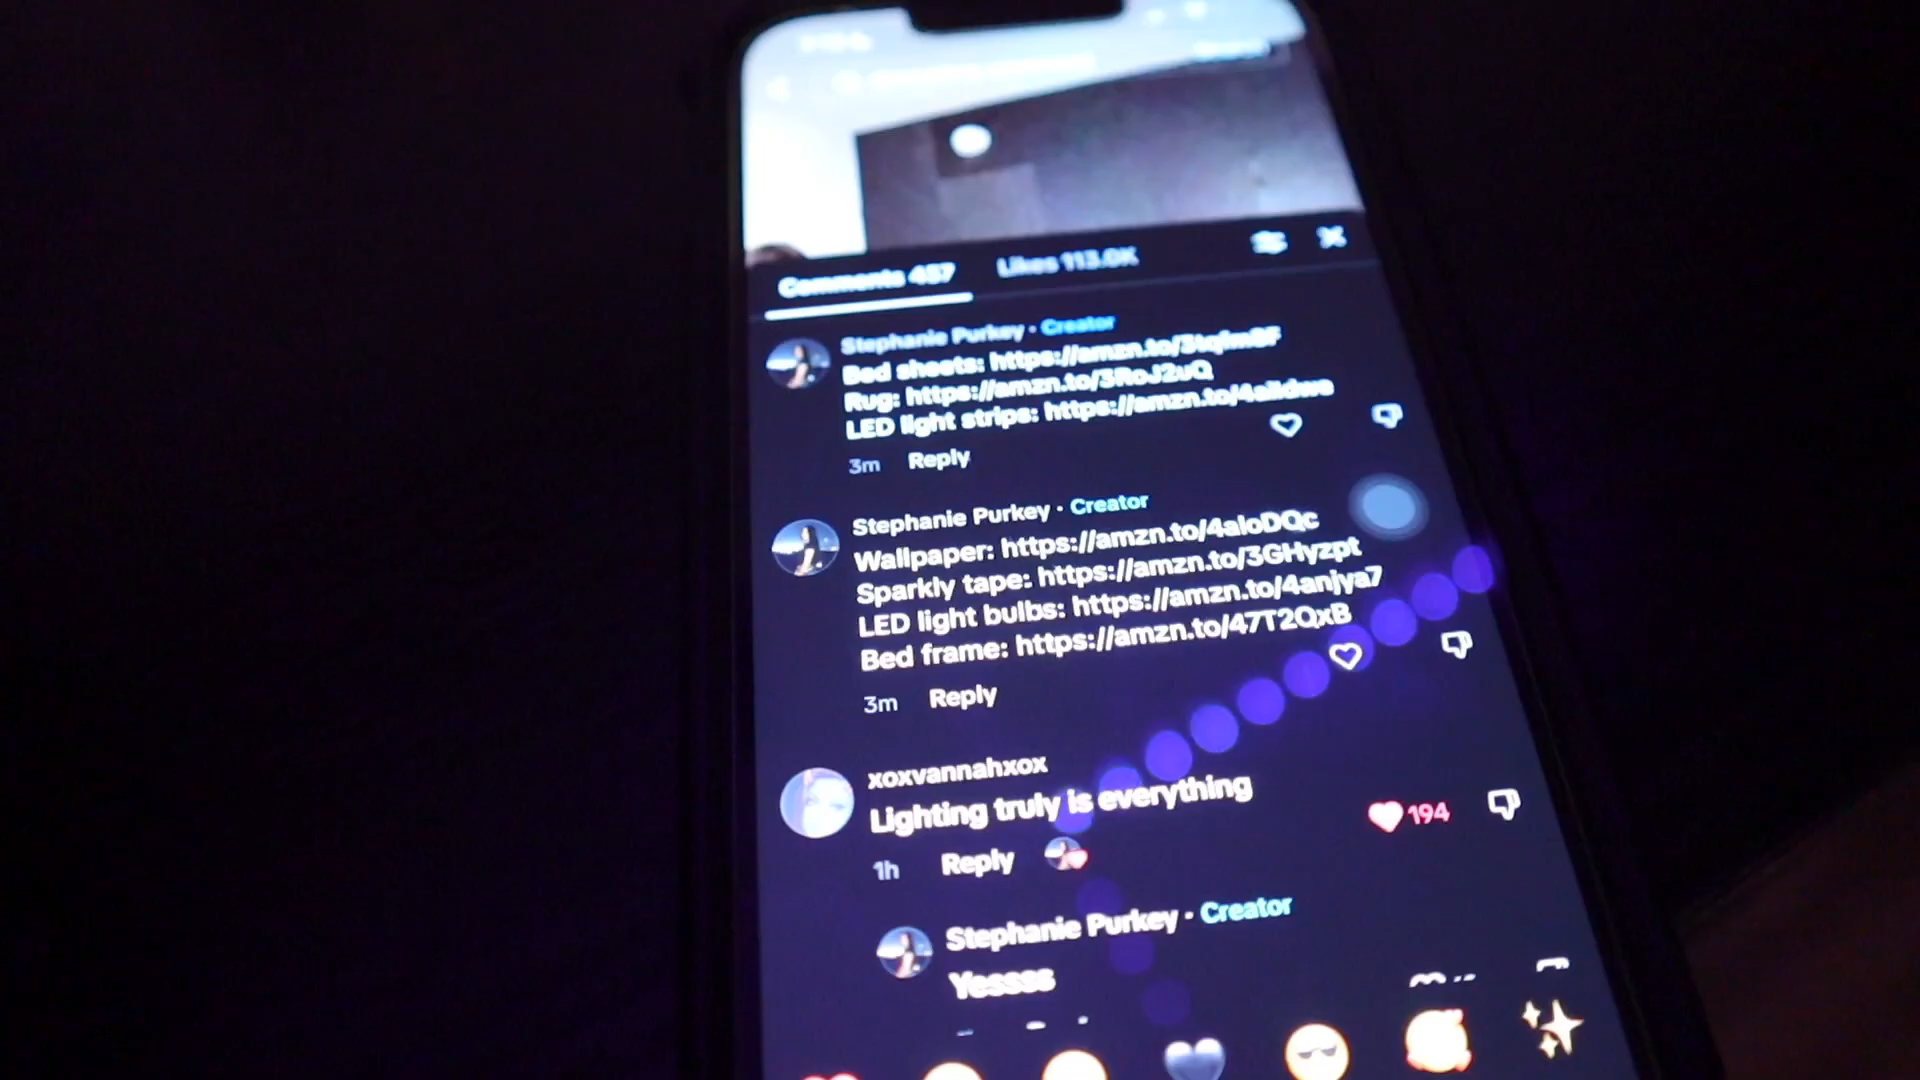 Comments 457 Likes 113.0K
Stephanie Purkey · Creator
Bed sheets:
Rug: https://amzn.to/3RoJ2uQ
LED light strips:
3m Reply
Stephanie Purkey · Creator
Wallpaper: https://amzn.to/4aloDQc
Sparkly tape: https://amzn.to/3GHyzpt
LED light bulbs: https://amzn.to/4anjya7
Bed frame: https://amzn.to/47T2QxB
3m Reply
xoxvannahxox
Lighting truly is everything
194
1h Reply
Stephanie Purkey · Creator
Yessss